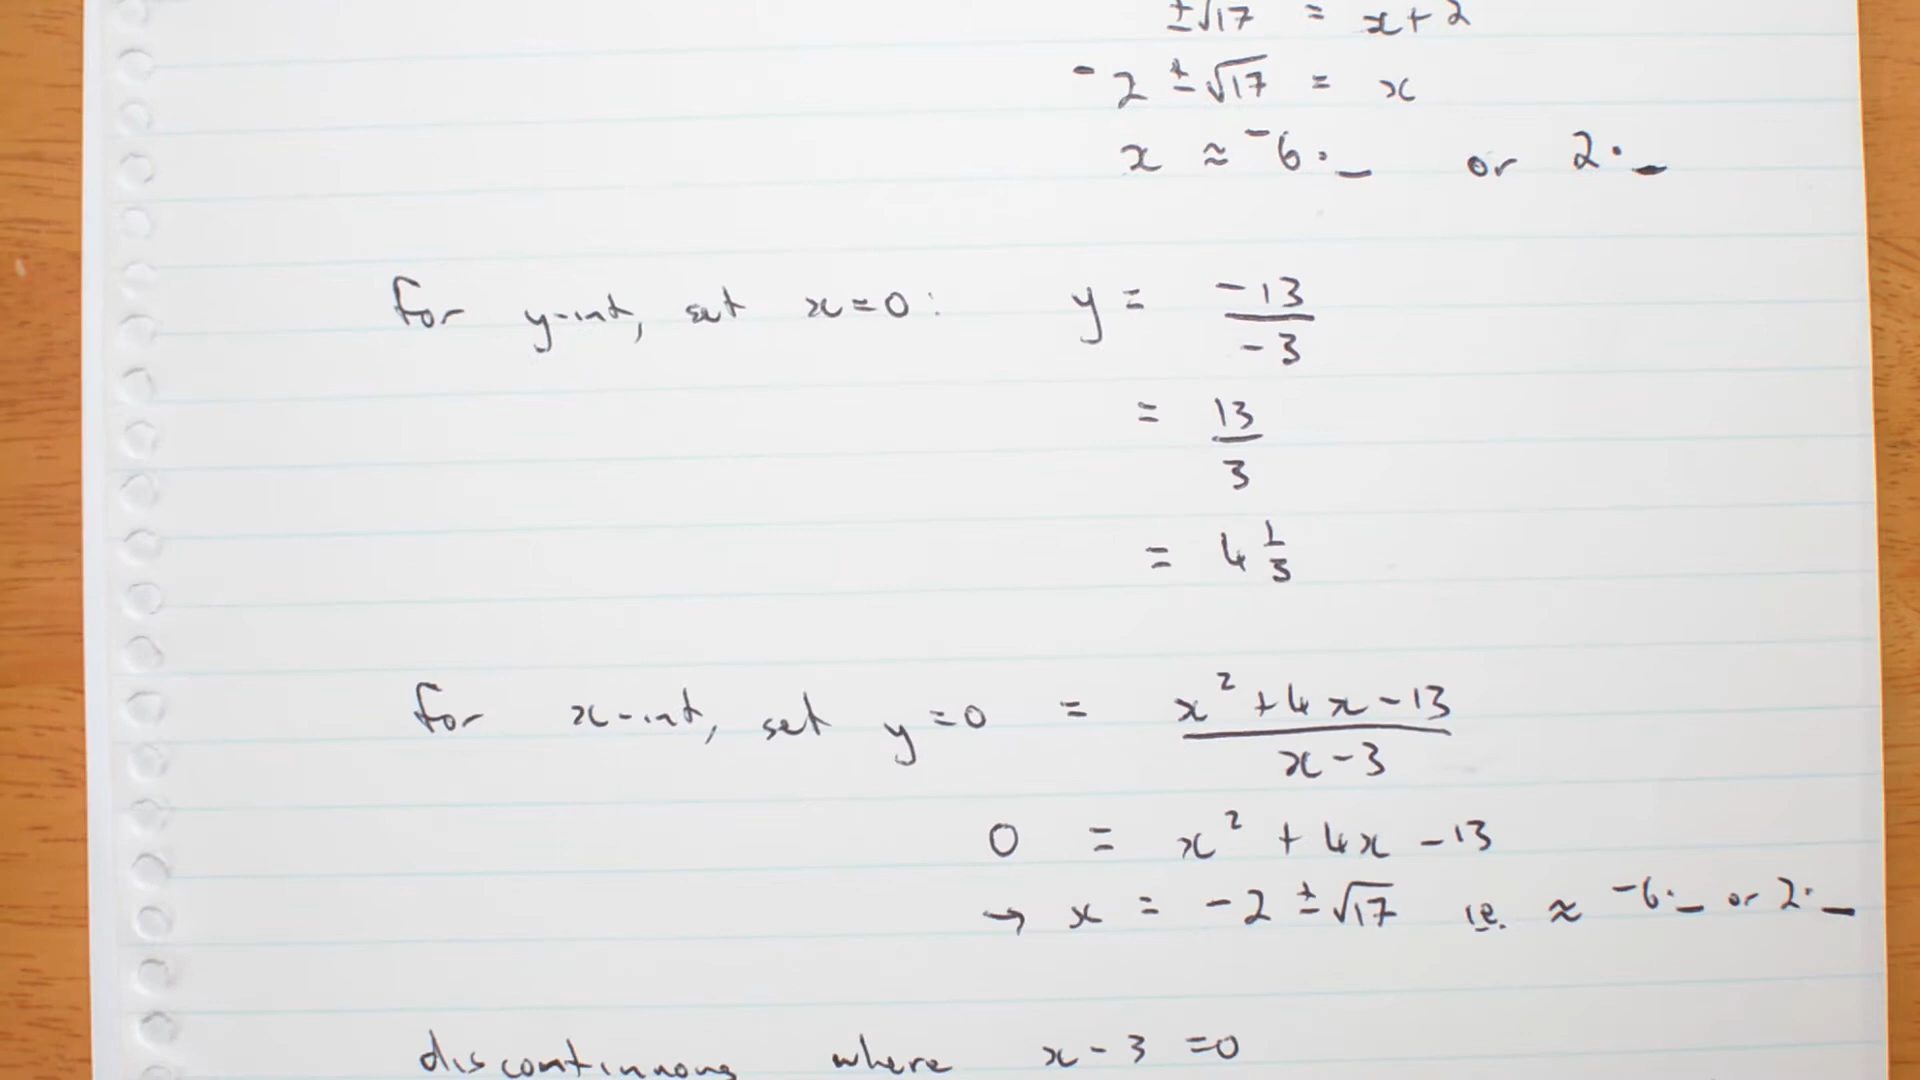 ±√17 = x+2
-2 ±√17 = x
x ≈ -6._ or 2._
for y-int, set x=0: y = -13/-3
= 13/3
= 4 1/3
for x-int, set y=0 = x²+4x-13/x-3
0 = x² + 4x - 13
→ x = -2 ±√17 i.e. ≈ -6._ or 2._
discontinuous where x-3 =0